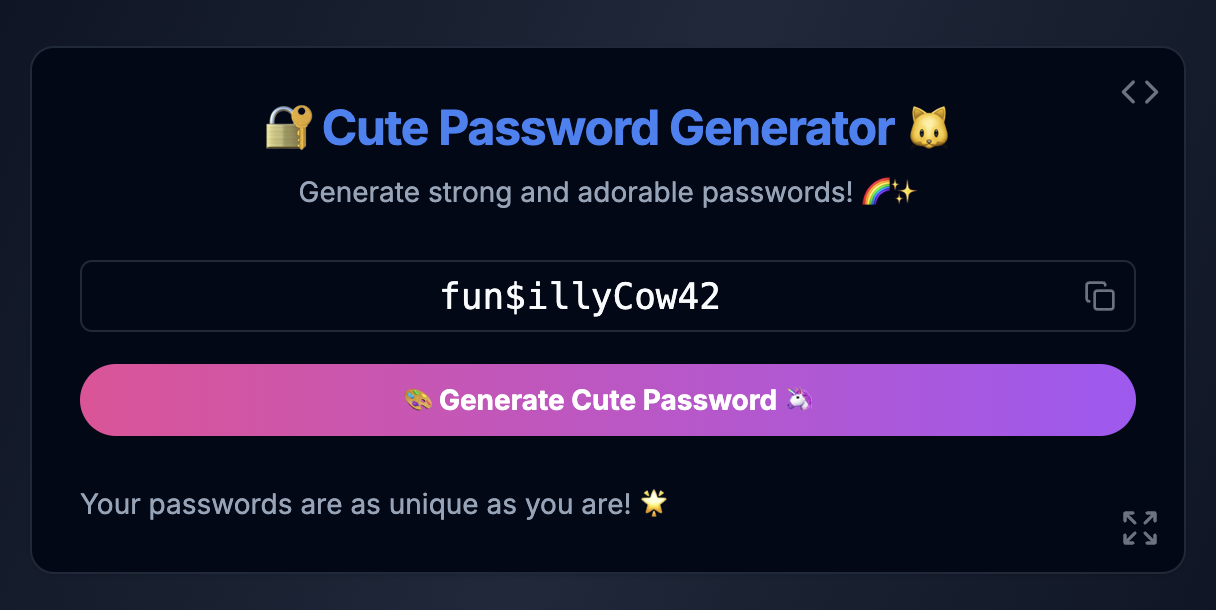 🔐 Cute Password Generator 🐱
Generate strong and adorable passwords! 🌈✨
fun$illyCow42
🎨 Generate Cute Password 🦄
Your passwords are as unique as you are! 🌟